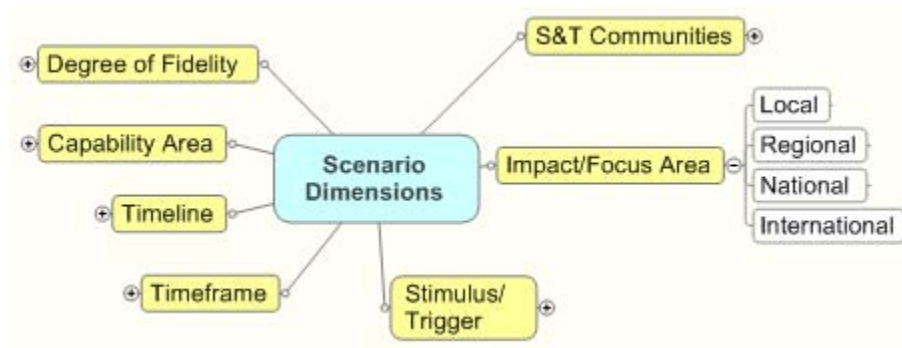 S&T Communities
Degree of Fidelity
Capability Area
Scenario
Dimensions
Impact/Focus Area
Local
Regional
National
International
Timeline
Timeframe
Stimulus/
Trigger